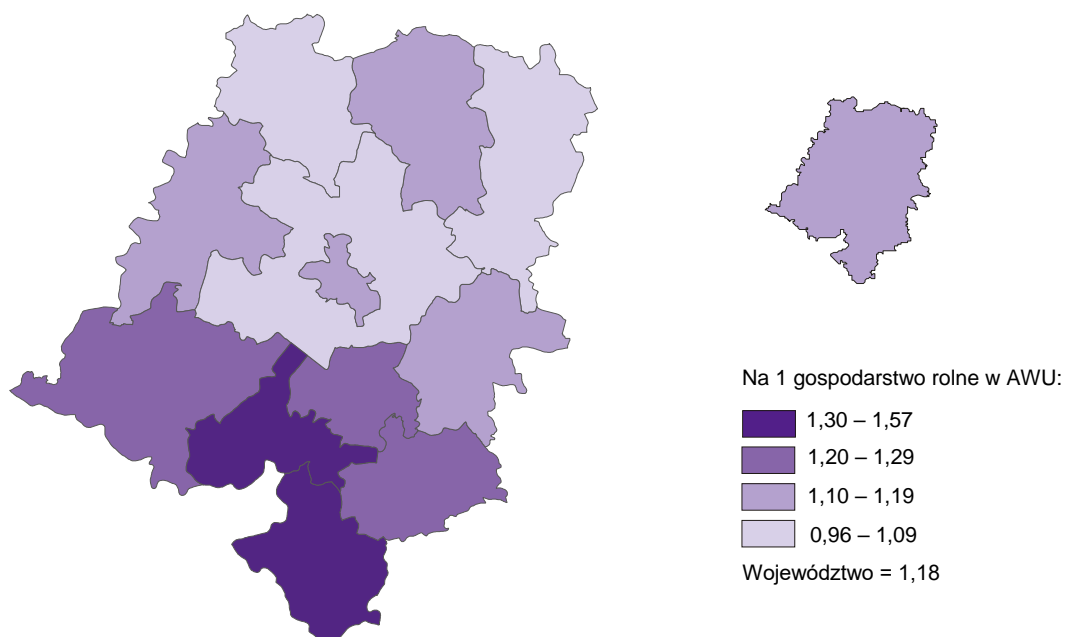 Na 1 gospodarstwo rolne w AWU:
1,30 – 1,57
1,20 – 1,29
1,10 – 1,19
0,96 – 1,09
Województwo = 1,18